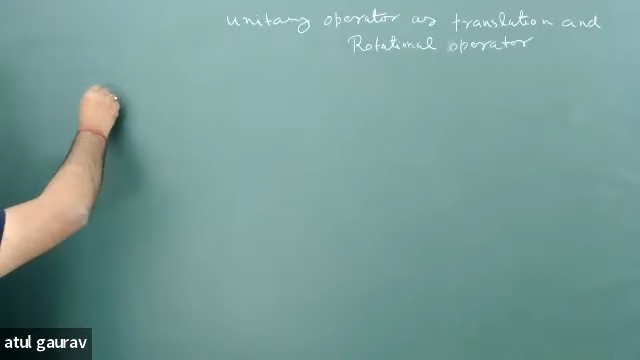 unitary operator as translation and
Rotational operator
atul gaurav